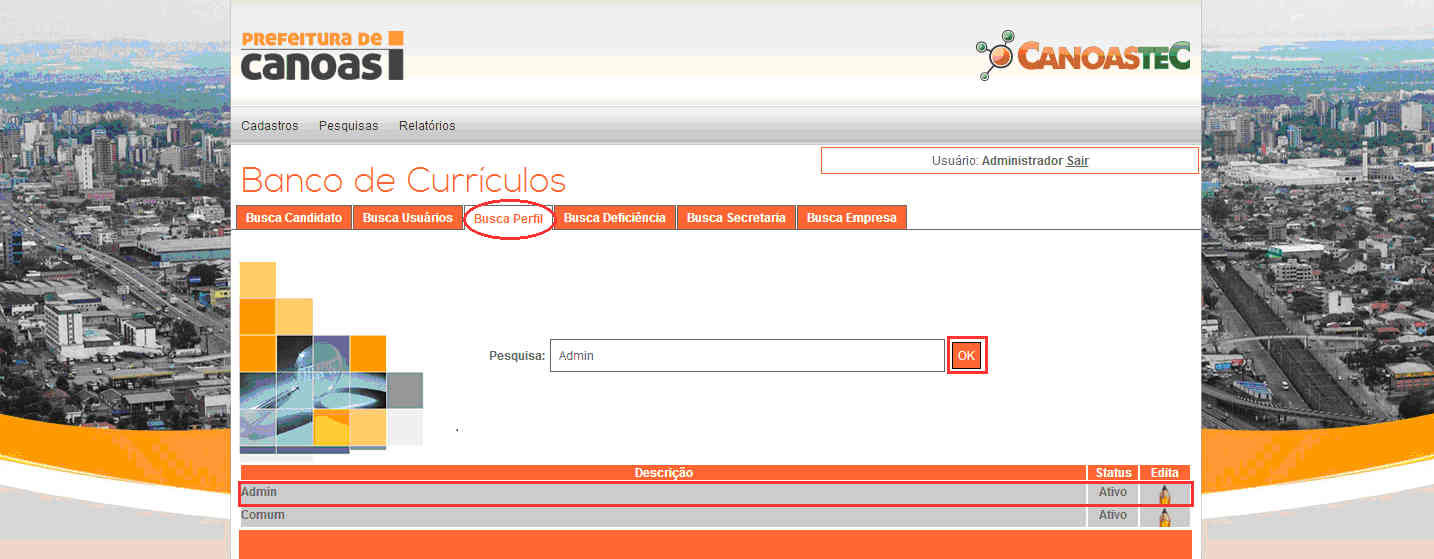 PREFEITURA DE
canoas
CANOASTEC
Cadastros Pesquisas Relatórios
Usuário: Administrador Sair
Banco de Currículos
Busca Candidato Busca Usuários Busca Perfil Busca Deficiência Busca Secretaria Busca Empresa
Pesquisa: Admin OK
.
Descrição Status Edita
Admin Ativo
Comum Ativo